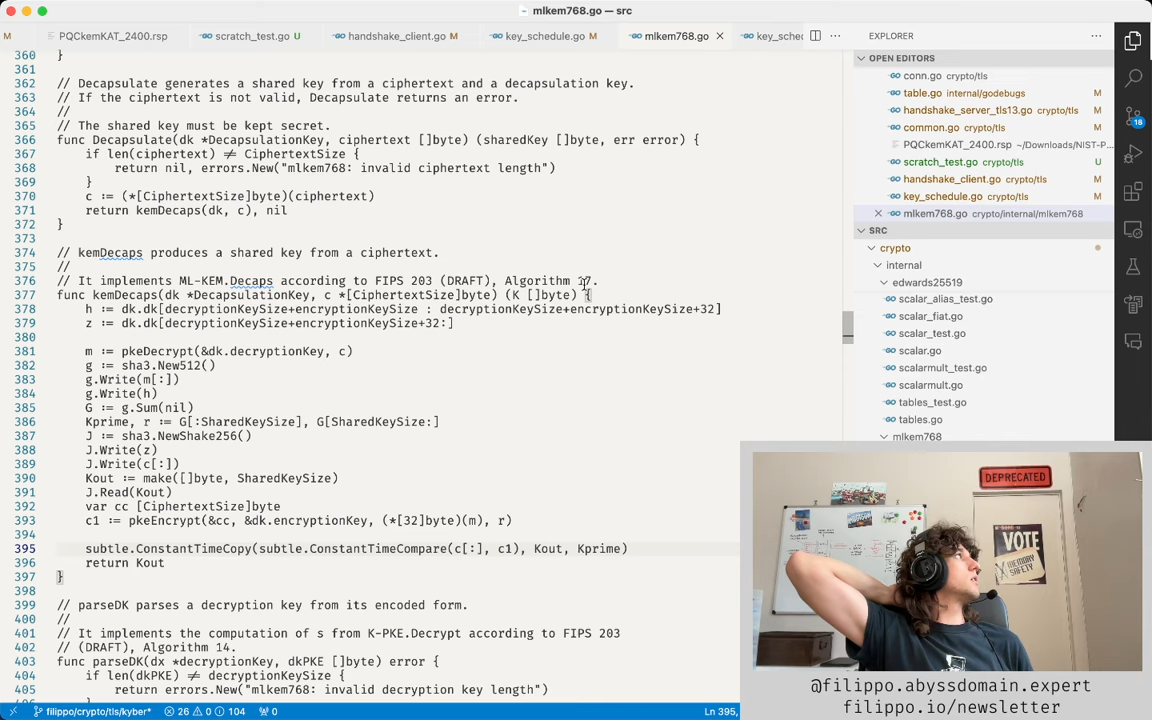 mlkem768.go — src
M
PQCkemKAT_2400.rsp
scratch_test.go U
handshake_client.go M
key_schedule.go M
mlkem768.go
key_sched
360 }
361
362 // Decapsulate generates a shared key from a ciphertext and a decapsulation key.
363 // If the ciphertext is not valid, Decapsulate returns an error.
364 //
365 // The shared key must be kept secret.
366 func Decapsulate(dk *DecapsulationKey, ciphertext []byte) (sharedKey []byte, err error) {
367 if len(ciphertext) ≠ CiphertextSize {
368 return nil, errors.New("mlkem768: invalid ciphertext length")
369 }
370 c := (*[CiphertextSize]byte)(ciphertext)
371 return kemDecaps(dk, c), nil
372 }
373
374 // kemDecaps produces a shared key from a ciphertext.
375 //
376 // It implements ML-KEM.Decaps according to FIPS 203 (DRAFT), Algorithm 17.
377 func kemDecaps(dk *DecapsulationKey, c *[CiphertextSize]byte) (K []byte) {
378 h := dk.dk[decryptionKeySize+encryptionKeySize : decryptionKeySize+encryptionKeySize+32]
379 z := dk.dk[decryptionKeySize+encryptionKeySize+32:]
380
381 m := pkeDecrypt(&dk.decryptionKey, c)
382 g := sha3.New512()
383 g.Write(m[:])
384 g.Write(h)
385 G := g.Sum(nil)
386 Kprime, r := G[:SharedKeySize], G[SharedKeySize:]
387 J := sha3.NewShake256()
388 J.Write(z)
389 J.Write(c[:])
390 Kout := make([]byte, SharedKeySize)
391 J.Read(Kout)
392 var cc [CiphertextSize]byte
393 c1 := pkeEncrypt(&cc, &dk.encryptionKey, (*[32]byte)(m), r)
394
395 subtle.ConstantTimeCopy(subtle.ConstantTimeCompare(c[:], c1), Kout, Kprime)
396 return Kout
397 }
398
399 // parseDK parses a decryption key from its encoded form.
400 //
401 // It implements the computation of s from K-PKE.Decrypt according to FIPS 203
402 // (DRAFT), Algorithm 14.
403 func parseDK(dx *decryptionKey, dkPKE []byte) error {
404 if len(dkPKE) ≠ decryptionKeySize {
405 return errors.New("mlkem768: invalid decryption key length")
EXPLORER
OPEN EDITORS
conn.go crypto/tls
table.go internal/godebugs M
handshake_server_tls13.go crypto/tls M
common.go crypto/tls M
PQCkemKAT_2400.rsp ~/Downloads/NIST-P...
scratch_test.go crypto/tls U
handshake_client.go crypto/tls M
key_schedule.go crypto/tls M
mlkem768.go crypto/internal/mlkem768
SRC
crypto
internal
edwards25519
scalar_alias_test.go
scalar_fiat.go
scalar_test.go
scalar.go
scalarmult_test.go
scalarmult.go
tables_test.go
tables.go
mlkem768
16
DEPRECATED
VOTE
MEMORY
SAFETY
@filippo.abyssdomain.expert
filippo.io/newsletter
filippo/crypto/tls/kyber* 26 0 104 0
Ln 395,